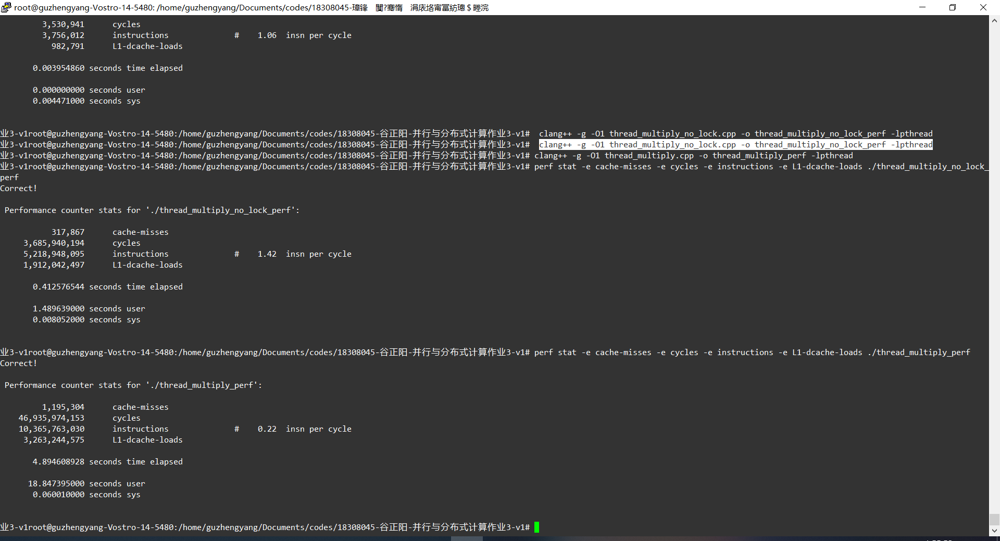 root@guzhengyang-Vostro-14-5480: /home/guzhengyang/Documents/codes/18308045-璋锋
3,530,941 cycles
3,756,012 instructions # 1.06 insn per cycle
982,791 L1-dcache-loads
0.003954860 seconds time elapsed
0.000000000 seconds user
0.004471000 seconds sys
业3-v1root@guzhengyang-Vostro-14-5480:/home/guzhengyang/Documents/codes/18308045-谷正阳-并行与分布式计算作业3-v1#  clang++ -g -O1 thread_multiply_no_lock.cpp -o thread_multiply_no_lock_perf -lpthread
业3-v1root@guzhengyang-Vostro-14-5480:/home/guzhengyang/Documents/codes/18308045-谷正阳-并行与分布式计算作业3-v1#  clang++ -g -O1 thread_multiply_no_lock.cpp -o thread_multiply_no_lock_perf -lpthread
业3-v1root@guzhengyang-Vostro-14-5480:/home/guzhengyang/Documents/codes/18308045-谷正阳-并行与分布式计算作业3-v1# clang++ -g -O1 thread_multiply.cpp -o thread_multiply_perf -lpthread
业3-v1root@guzhengyang-Vostro-14-5480:/home/guzhengyang/Documents/codes/18308045-谷正阳-并行与分布式计算作业3-v1# perf stat -e cache-misses -e cycles -e instructions -e L1-dcache-loads ./thread_multiply_no_lock_
perf
Correct!
Performance counter stats for './thread_multiply_no_lock_perf':
317,867 cache-misses
3,685,940,194 cycles
5,218,948,095 instructions # 1.42 insn per cycle
1,912,042,497 L1-dcache-loads
0.412576544 seconds time elapsed
1.489639000 seconds user
0.008052000 seconds sys
业3-v1root@guzhengyang-Vostro-14-5480:/home/guzhengyang/Documents/codes/18308045-谷正阳-并行与分布式计算作业3-v1# perf stat -e cache-misses -e cycles -e instructions -e L1-dcache-loads ./thread_multiply_perf
Correct!
Performance counter stats for './thread_multiply_perf':
1,195,304 cache-misses
46,935,974,153 cycles
10,365,763,030 instructions # 0.22 insn per cycle
3,263,244,575 L1-dcache-loads
4.894608928 seconds time elapsed
18.847395000 seconds user
0.060010000 seconds sys
业3-v1root@guzhengyang-Vostro-14-5480:/home/guzhengyang/Documents/codes/18308045-谷正阳-并行与分布式计算作业3-v1#